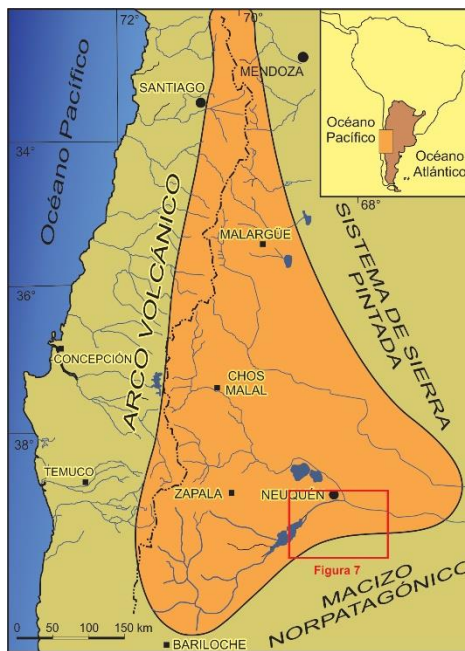 72°
70°
MENDOZA
SANTIAGO
Océano Pacífico
34°
Océano
Pacífico
Océano
Atlántico
68°
ARCO VOLCÁNICO
MALARGÜE
SISTEMA DE SIERRA
PINTADA
36°
CONCEPCIÓN
CHOS
MALAL
38°
TEMUCO
ZAPALA
NEUQUÉN
Figura 7
MACIZO
NORPATAGÓNICO
0 50 100 150 km
BARILOCHE